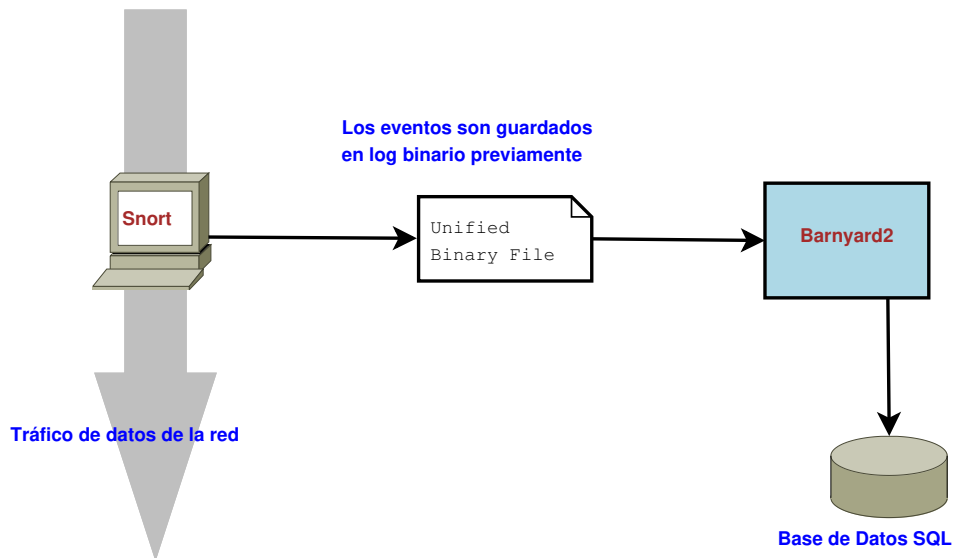 Los eventos son guardados
en log binario previamente
Snort
Unified
Binary File
Barnyard2
Tráfico de datos de la red
Base de Datos SQL